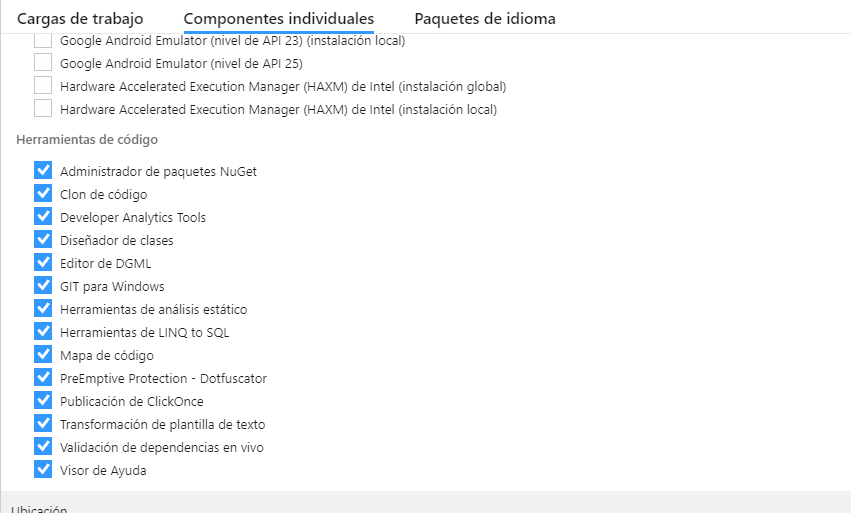 Cargas de trabajo Componentes individuales Paquetes de idioma
Google Android Emulator (nivel de API 23) (instalación local)
Google Android Emulator (nivel de API 25)
Hardware Accelerated Execution Manager (HAXM) de Intel (instalación global)
Hardware Accelerated Execution Manager (HAXM) de Intel (instalación local)
Herramientas de código
Administrador de paquetes NuGet
Clon de código
Developer Analytics Tools
Diseñador de clases
Editor de DGML
GIT para Windows
Herramientas de análisis estático
Herramientas de LINQ to SQL
Mapa de código
PreEmptive Protection - Dotfuscator
Publicación de ClickOnce
Transformación de plantilla de texto
Validación de dependencias en vivo
Visor de Ayuda
Ubicación